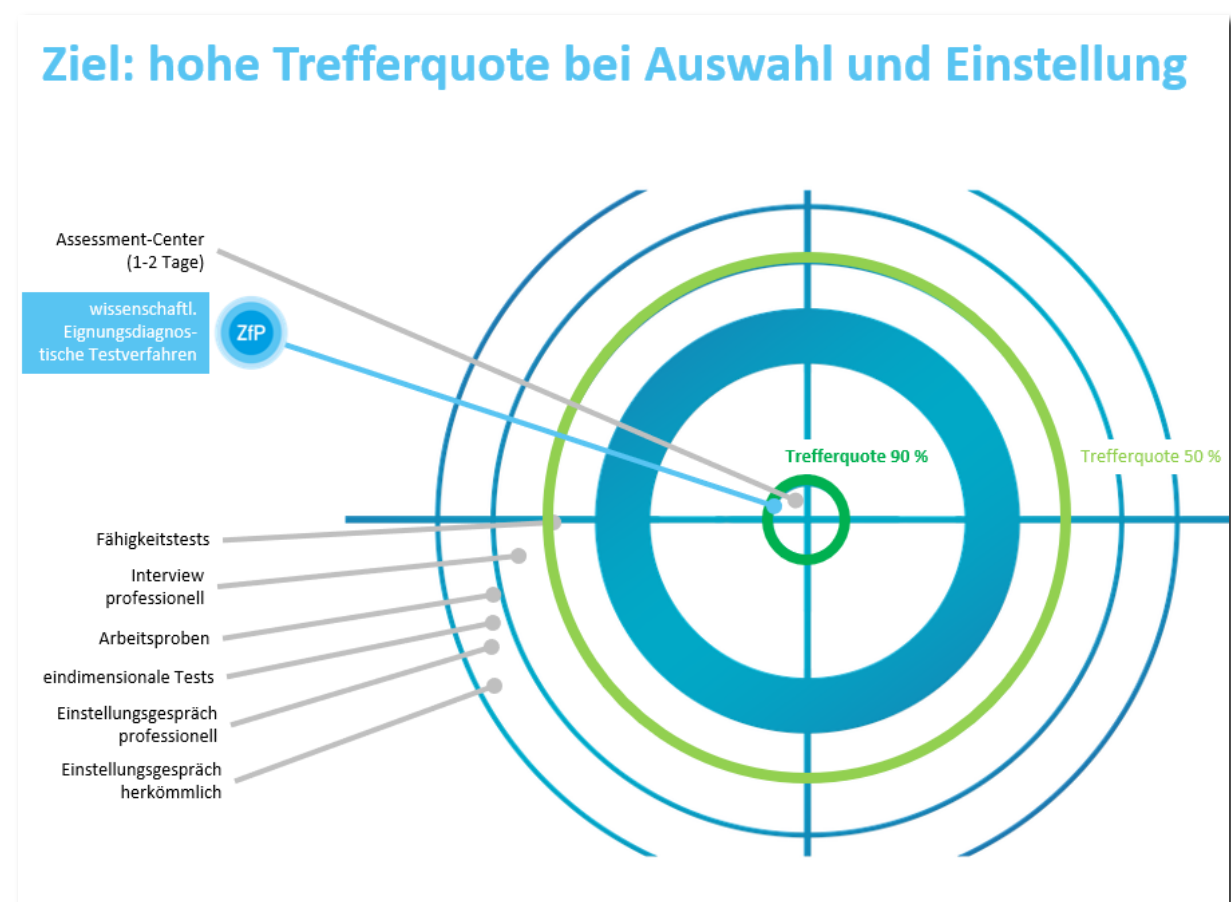 Ziel: hohe Trefferquote bei Auswahl und Einstellung
Assessment-Center
(1-2 Tage)
wissenschaftl.
Eignungsdiagnos-
tische Testverfahren
ZfP
Trefferquote 90 %
Trefferquote 50 %
Fähigkeitstests
Interview
professionell
Arbeitsproben
eindimensionale Tests
Einstellungsgespräch
professionell
Einstellungsgespräch
herkömmlich